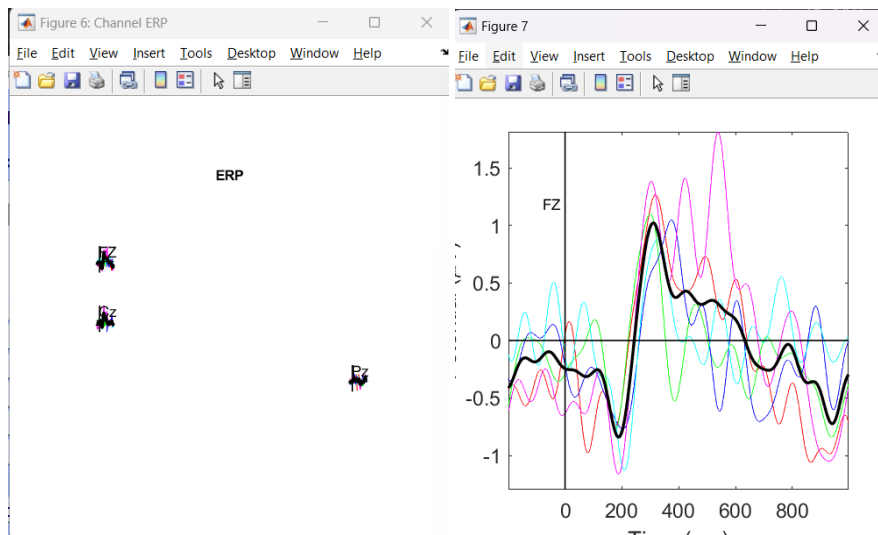 Figure 6: Channel ERP
File Edit View Insert Tools Desktop Window Help
ERP
FZ
Cz
Pz
Figure 7
File Edit View Insert Tools Desktop Window Help
1.5
FZ
1
0.5
0
-0.5
-1
0 200 400 600 800